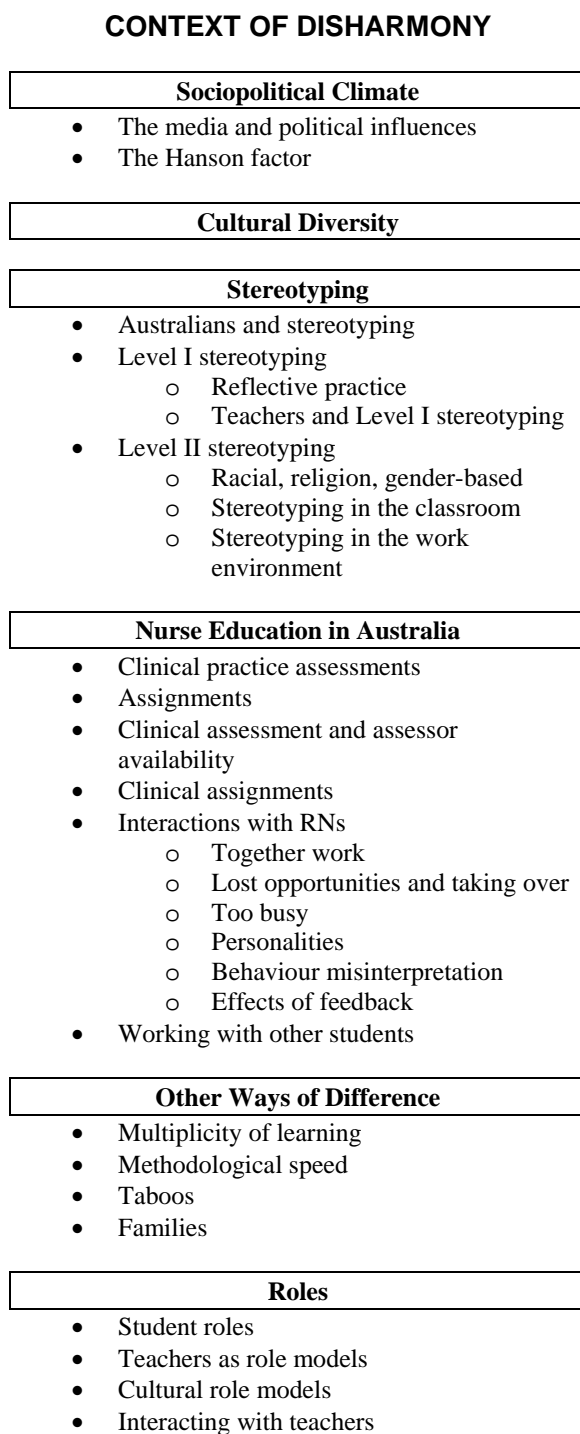 CONTEXT OF DISHARMONY
Sociopolitical Climate
• The media and political influences
• The Hanson factor
Cultural Diversity
Stereotyping
• Australians and stereotyping
• Level I stereotyping
o Reflective practice
o Teachers and Level I stereotyping
• Level II stereotyping
o Racial, religion, gender-based
o Stereotyping in the classroom
o Stereotyping in the work
environment
Nurse Education in Australia
• Clinical practice assessments
• Assignments
• Clinical assessment and assessor
availability
• Clinical assignments
• Interactions with RNs
o Together work
o Lost opportunities and taking over
o Too busy
o Personalities
o Behaviour misinterpretation
o Effects of feedback
• Working with other students
Other Ways of Difference
• Multiplicity of learning
• Methodological speed
• Taboos
• Families
Roles
• Student roles
• Teachers as role models
• Cultural role models
• Interacting with teachers